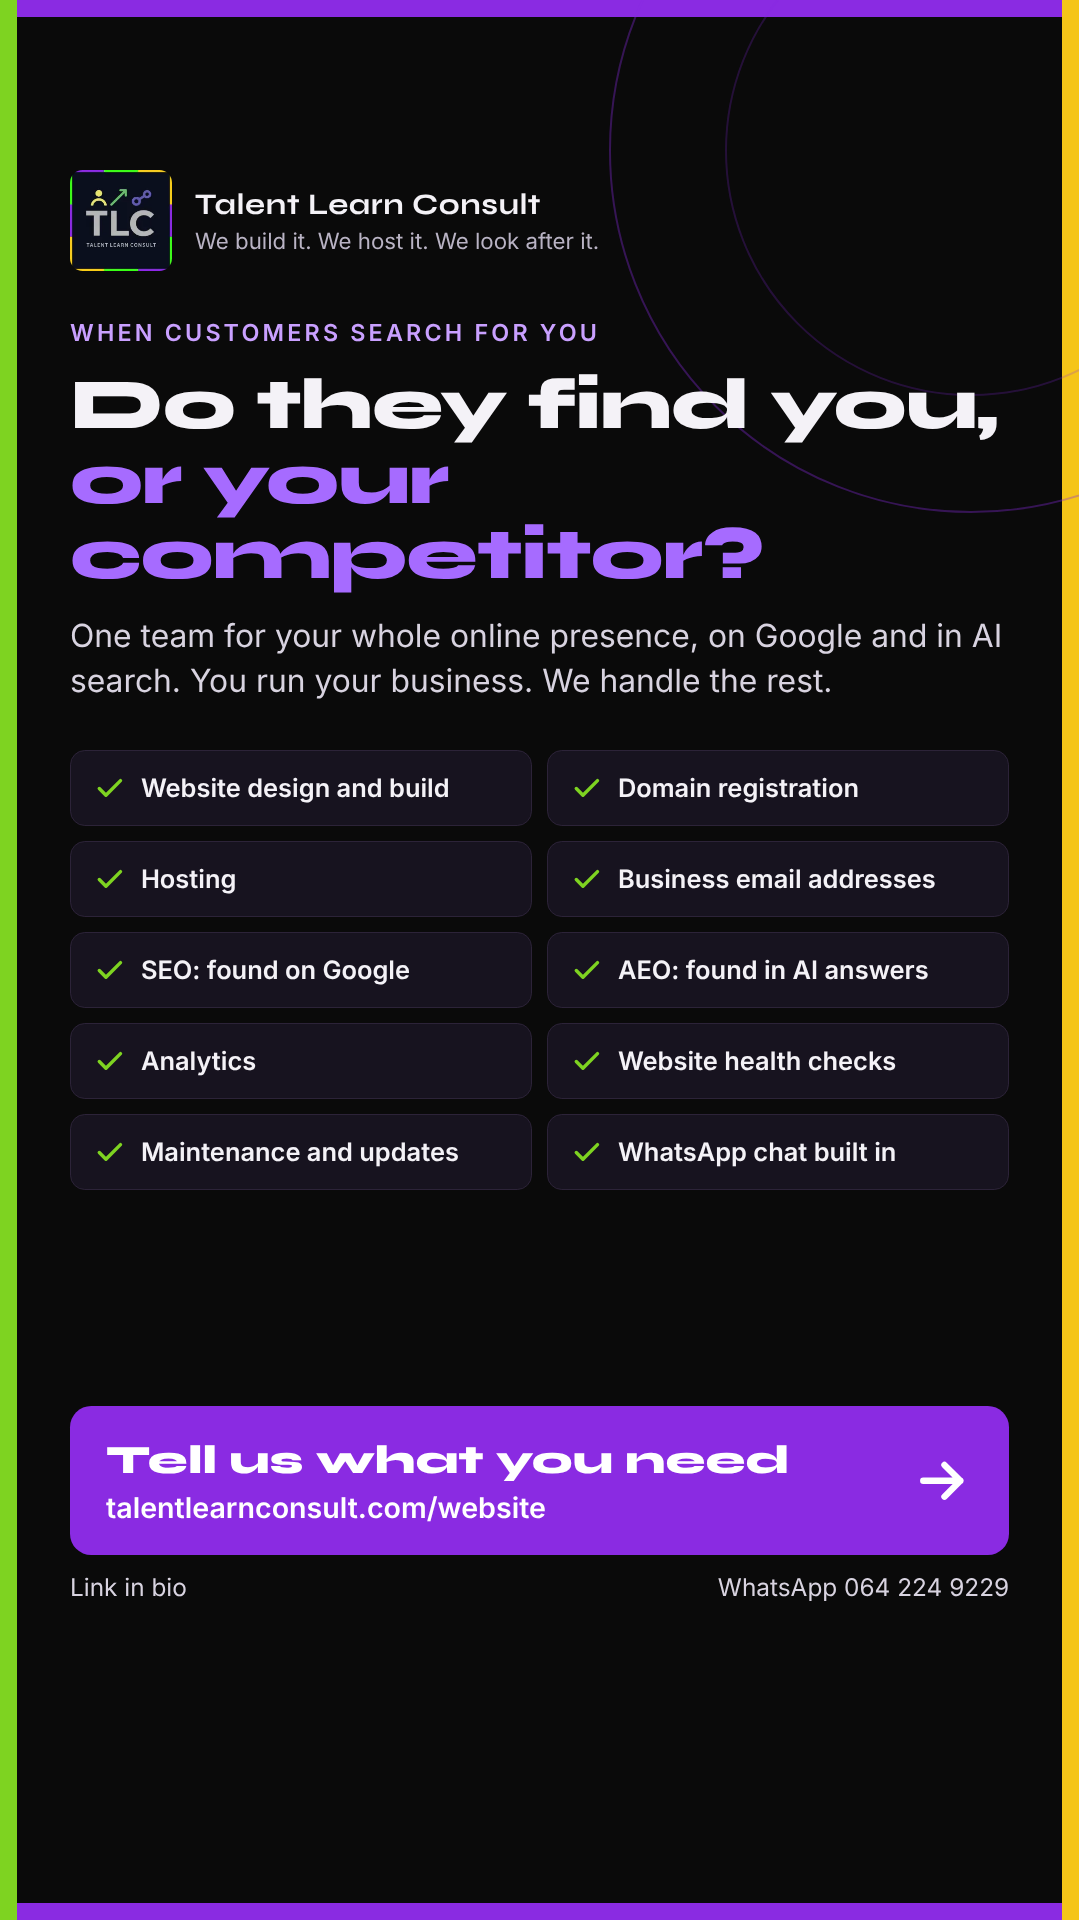 TLC
TALENT LEARN CONSULT
Talent Learn Consult
We build it. We host it. We look after it.
WHEN CUSTOMERS SEARCH FOR YOU
Do they find you,
or your
competitor?
One team for your whole online presence, on Google and in AI
search. You run your business. We handle the rest.
Website design and build
Domain registration
Hosting
Business email addresses
SEO: found on Google
AEO: found in AI answers
Analytics
Website health checks
Maintenance and updates
WhatsApp chat built in
Tell us what you need
talentlearnconsult.com/website
Link in bio
WhatsApp 064 224 9229